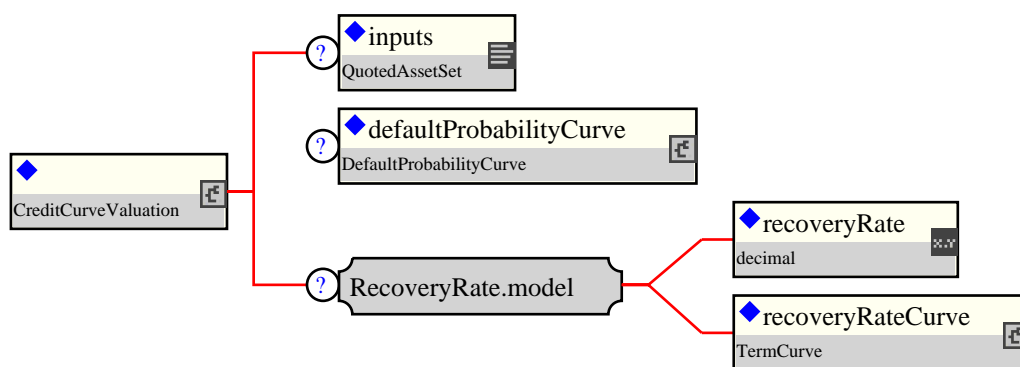 ?
inputs
QuotedAssetSet
?
defaultProbabilityCurve
DefaultProbabilityCurve
CreditCurveValuation
?
RecoveryRate.model
recoveryRate
decimal
x.y
recoveryRateCurve
TermCurve